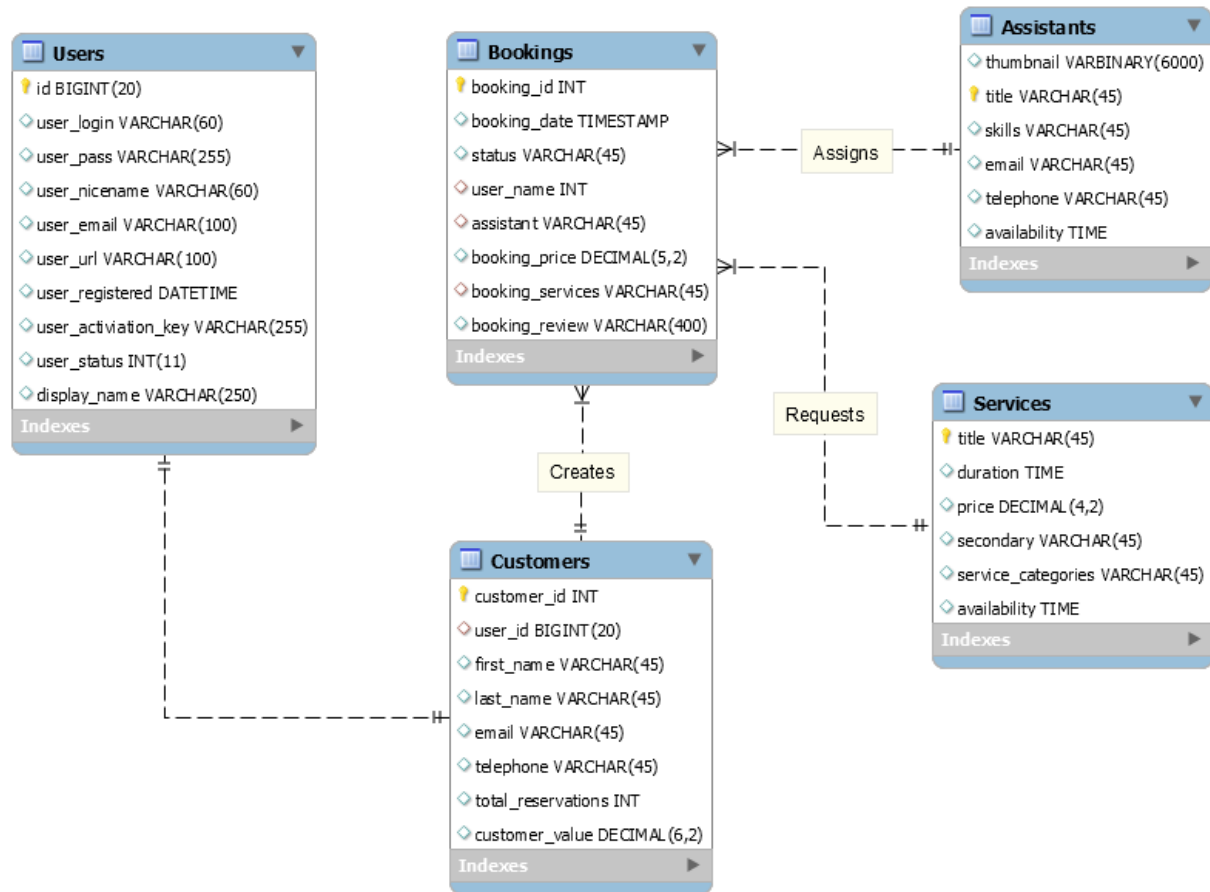 Users
id BIGINT(20)
user_login VARCHAR(60)
user_pass VARCHAR(255)
user_nicename VARCHAR(60)
user_email VARCHAR(100)
user_url VARCHAR(100)
user_registered DATETIME
user_activiation_key VARCHAR(255)
user_status INT(11)
display_name VARCHAR(250)
Indexes
Bookings
booking_id INT
booking_date TIMESTAMP
status VARCHAR(45)
user_name INT
assistant VARCHAR(45)
booking_price DECIMAL(5,2)
booking_services VARCHAR(45)
booking_review VARCHAR(400)
Indexes
Assigns
Assistants
thumbnail VARBINARY(6000)
title VARCHAR(45)
skills VARCHAR(45)
email VARCHAR(45)
telephone VARCHAR(45)
availability TIME
Indexes
Requests
Services
title VARCHAR(45)
duration TIME
price DECIMAL(4,2)
secondary VARCHAR(45)
service_categories VARCHAR(45)
availability TIME
Indexes
Creates
Customers
customer_id INT
user_id BIGINT(20)
first_name VARCHAR(45)
last_name VARCHAR(45)
email VARCHAR(45)
telephone VARCHAR(45)
total_reservations INT
customer_value DECIMAL(6,2)
Indexes